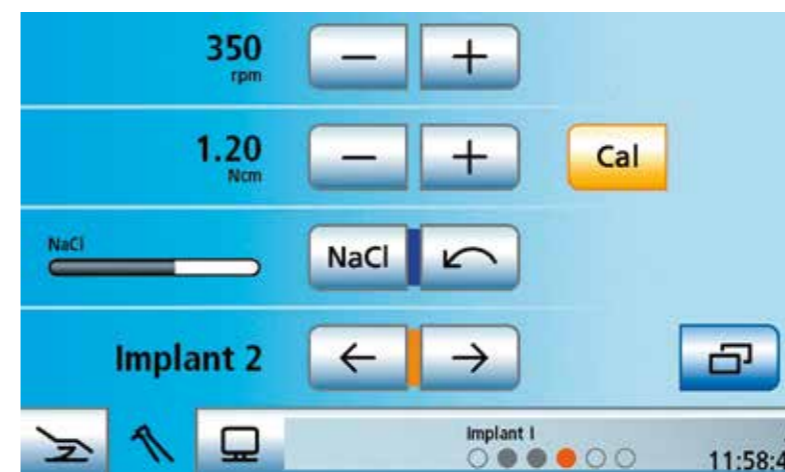 350
rpm
1.20
Ncm
Cal
NaCl
NaCl
Implant 2
Implant I
11:58:4